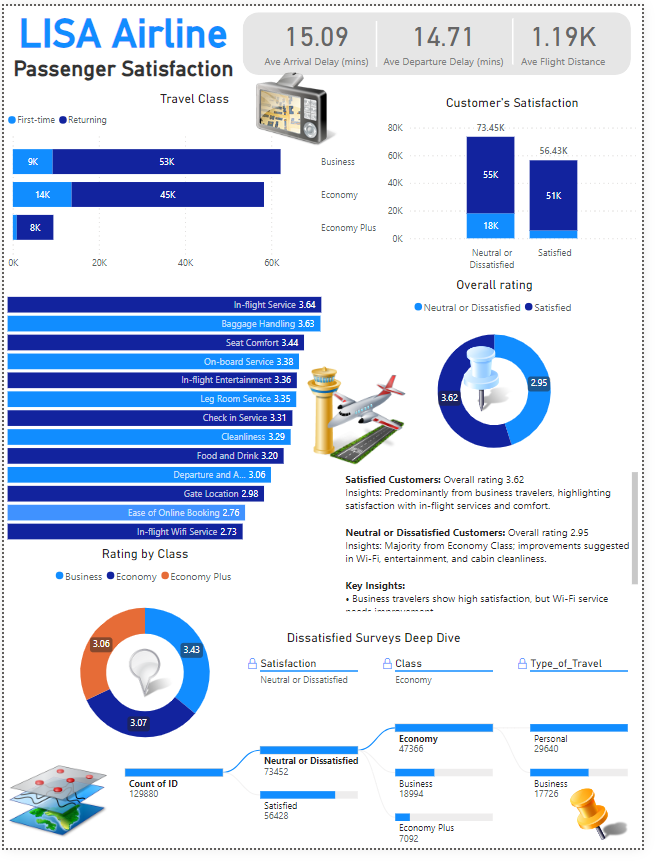 LISA Airline
Passenger Satisfaction
15.09
Ave Arrival Delay (mins)
14.71
Ave Departure Delay (mins)
1.19K
Ave Flight Distance
Travel Class
First-time
Returning
9K
53K
Business
14K
45K
Economy
8K
Economy Plus
0K
20K
40K
60K
Customer's Satisfaction
80K
60K
40K
20K
0K
73.45K
55K
18K
56.43K
51K
Neutral or
Dissatisfied
Satisfied
In-flight Service 3.64
Baggage Handling 3.63
Seat Comfort 3.44
On-board Service 3.38
In-flight Entertainment 3.36
Leg Room Service 3.35
Check in Service 3.31
Cleanliness 3.29
Food and Drink 3.20
Departure and A... 3.06
Gate Location 2.98
Ease of Online Booking 2.76
In-flight Wifi Service 2.73
Overall rating
Neutral or Dissatisfied
Satisfied
3.62
2.95
Satisfied Customers: Overall rating 3.62
Insights: Predominantly from business travelers, highlighting
satisfaction with in-flight services and comfort.
Neutral or Dissatisfied Customers: Overall rating 2.95
Insights: Majority from Economy Class; improvements suggested
in Wi-Fi, entertainment, and cabin cleanliness.
Key Insights:
• Business travelers show high satisfaction, but Wi-Fi service
needs improvement
Rating by Class
Business
Economy
Economy Plus
3.06
3.43
3.07
Dissatisfied Surveys Deep Dive
Satisfaction
Neutral or Dissatisfied
Class
Economy
Type_of_Travel
Count of ID
129880
Neutral or Dissatisfied
73452
Satisfied
56428
Economy
47366
Business
18994
Economy Plus
7092
Personal
29640
Business
17726